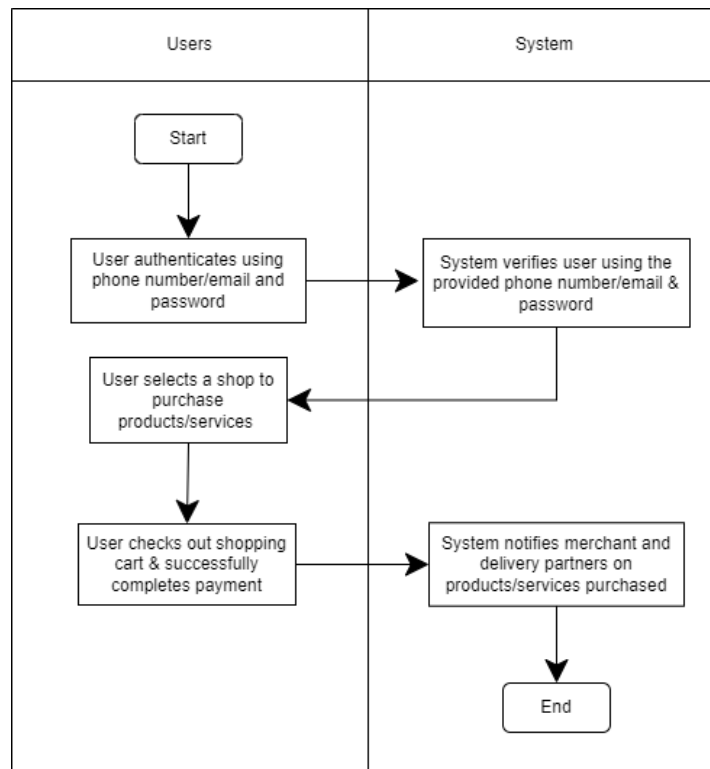 Users
System
Start
User authenticates using
phone number/email and
password
System verifies user using the
provided phone number/email &
password
User selects a shop to
purchase
products/services
User checks out shopping
cart & successfully
completes payment
System notifies merchant and
delivery partners on
products/services purchased
End